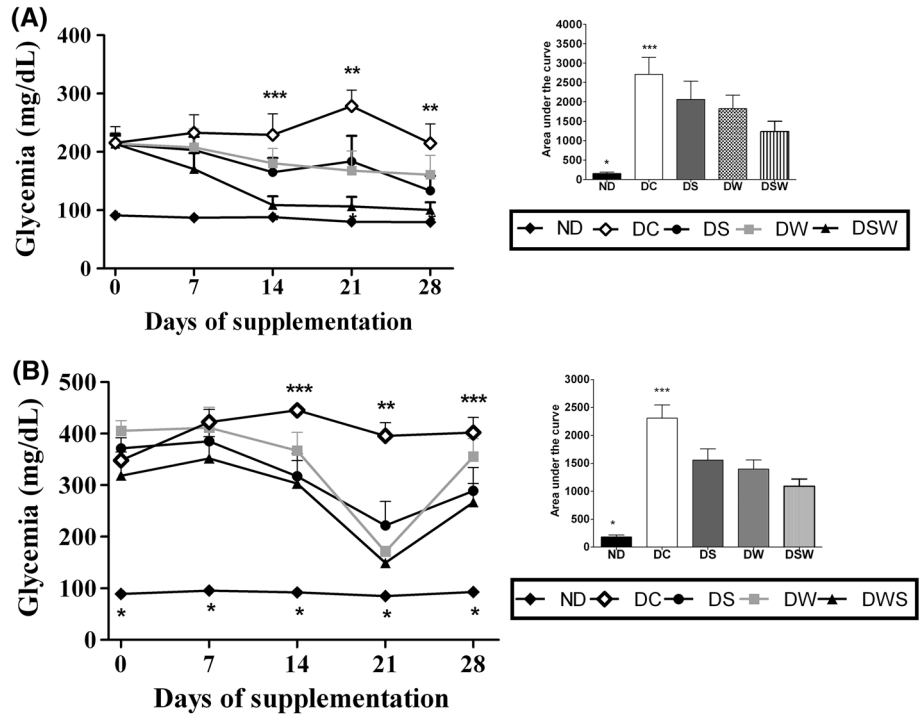 (A)
400
300
200
100
0
Glycemia (mg/dL)
***
**
**
0 7 14 21 28
Days of supplementation
4000
3500
3000
2500
2000
1500
1000
500
0
Area under the curve
*
***
ND DC DS DW DSW
ND DC DS DW DSW
(B)
500
400
300
200
100
0
Glycemia (mg/dL)
***
**
***
* * * * *
0 7 14 21 28
Days of supplementation
3000
2500
2000
1500
1000
500
0
Area under the curve
*
***
ND DC DS DW DSW
ND DC DS DW DWS